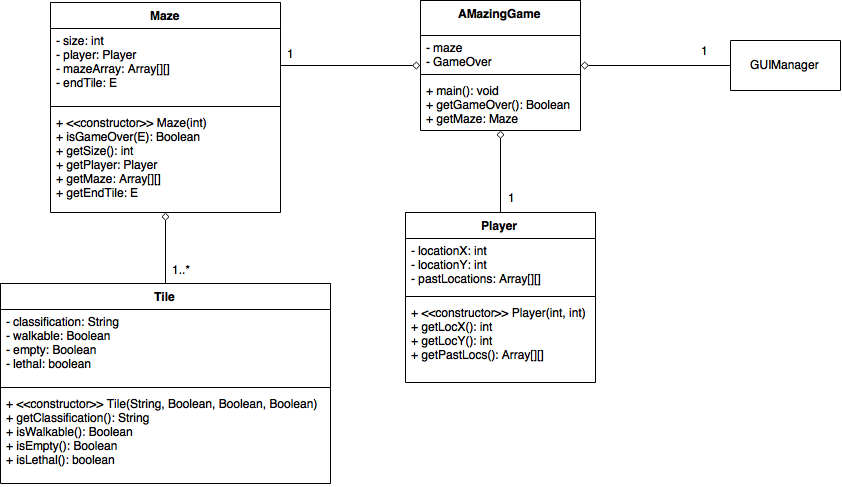 Maze
- size: int
- player: Player
- mazeArray: Array[][]
- endTile: E
+ <<constructor>> Maze(int)
+ isGameOver(E): Boolean
+ getSize(): int
+ getPlayer: Player
+ getMaze: Array[][]
+ getEndTile: E
1
AMazingGame
- maze
- GameOver
+ main(): void
+ getGameOver(): Boolean
+ getMaze: Maze
1
GUIManager
1
Player
- locationX: int
- locationY: int
- pastLocations: Array[][]
+ <<constructor>> Player(int, int)
+ getLocX(): int
+ getLocY(): int
+ getPastLocs(): Array[][]
1..*
Tile
- classification: String
- walkable: Boolean
- empty: Boolean
- lethal: boolean
+ <<constructor>> Tile(String, Boolean, Boolean, Boolean)
+ getClassification(): String
+ isWalkable(): Boolean
+ isEmpty(): Boolean
+ isLethal(): boolean